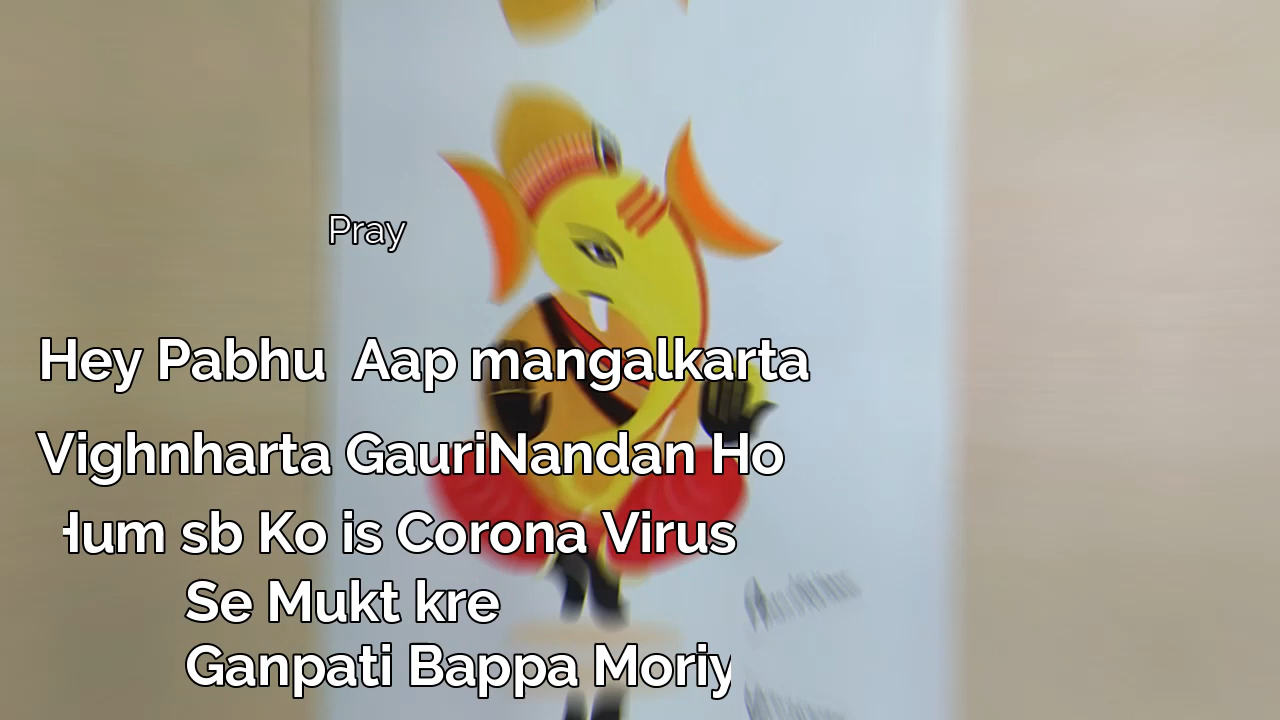 Pray
Hey Pabhu Aap mangalkarta
Vighnharta GauriNandan Ho
Hum sb Ko is Corona Virus
Se Mukt kre
Ganpati Bappa Moriy